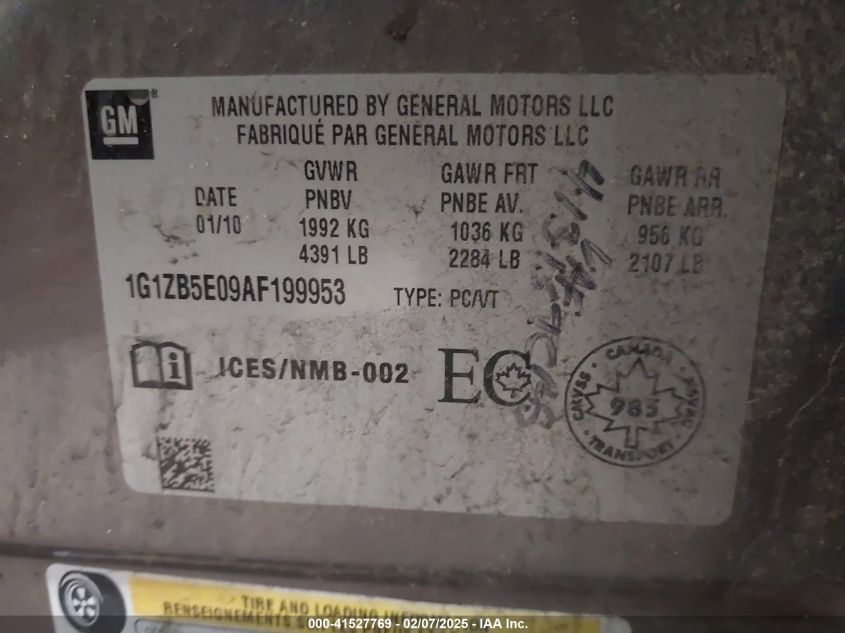 GM ®
MANUFACTURED BY GENERAL MOTORS LLC
FABRIQUÉ PAR GENERAL MOTORS LLC
GVWR GAWR FRT GAWR RR
DATE PNBV PNBE AV. PNBE ARR.
01/10 1992 KG 1036 KG 956 KG
4391 LB 2284 LB 2107 LB
1G1ZB5E09AF199953 TYPE: PC/VT
i ICES/NMB-002 EC
CANADA
CMVSS 985 NSVAC
TRANSPORT
TIRE AND LOADING
RENSEIGNEMENTS
000-41527769 - 02/07/2025 - IAA Inc.